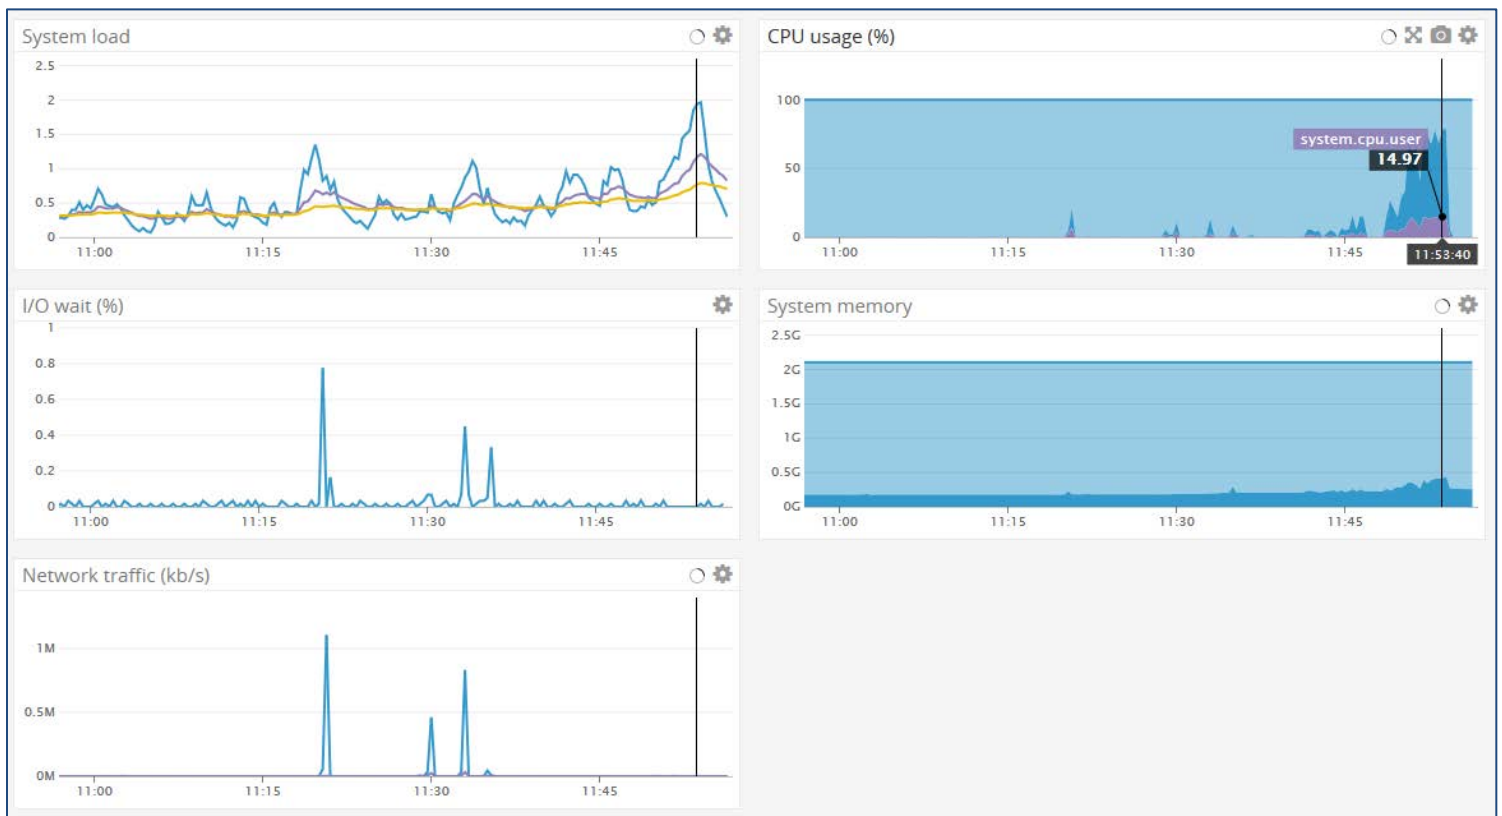 System load
2.5
2
1.5
1
0.5
0
11:00 11:15 11:30 11:45
CPU usage (%)
100
50
0
system.cpu.user
14.97
11:00 11:15 11:30 11:45
11:53:40
I/O wait (%)
1
0.8
0.6
0.4
0.2
0
11:00 11:15 11:30 11:45
System memory
2.5G
2G
1.5G
1G
0.5G
0G
11:00 11:15 11:30 11:45
Network traffic (kb/s)
1M
0.5M
0M
11:00 11:15 11:30 11:45